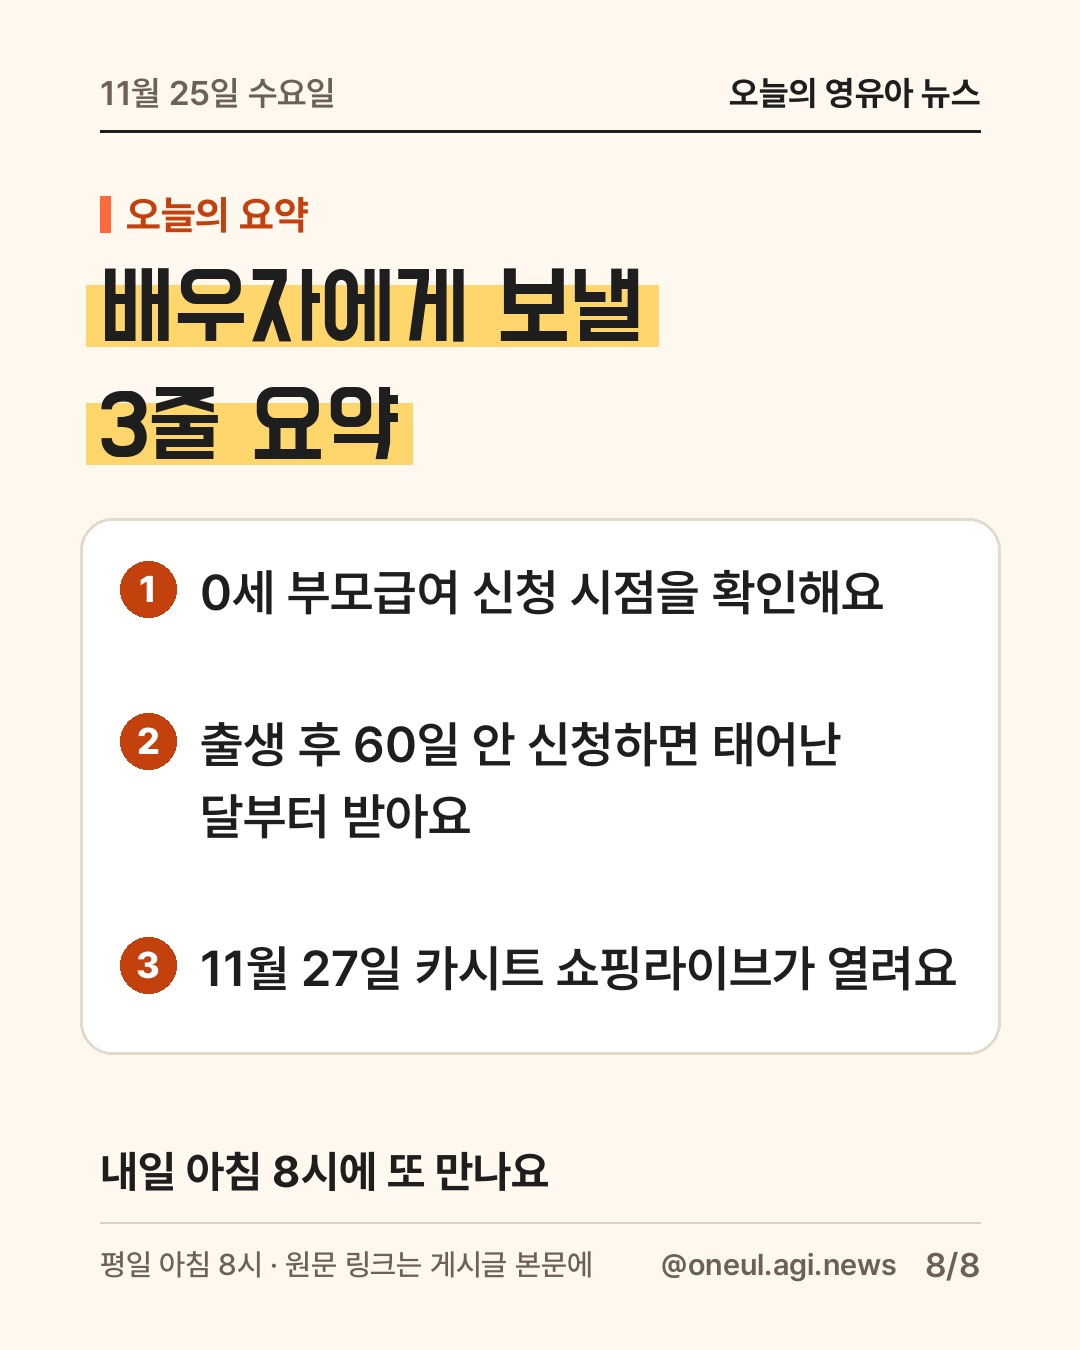 11월 25일 수요일
오늘의 영유아 뉴스
오늘의 요약
배우자에게 보낼
3줄 요약
1 0세 부모급여 신청 시점을 확인해요
2 출생 후 60일 안 신청하면 태어난
달부터 받아요
3 11월 27일 카시트 쇼핑라이브가 열려요
내일 아침 8시에 또 만나요
평일 아침 8시 · 원문 링크는 게시글 본문에
@oneul.agi.news 8/8